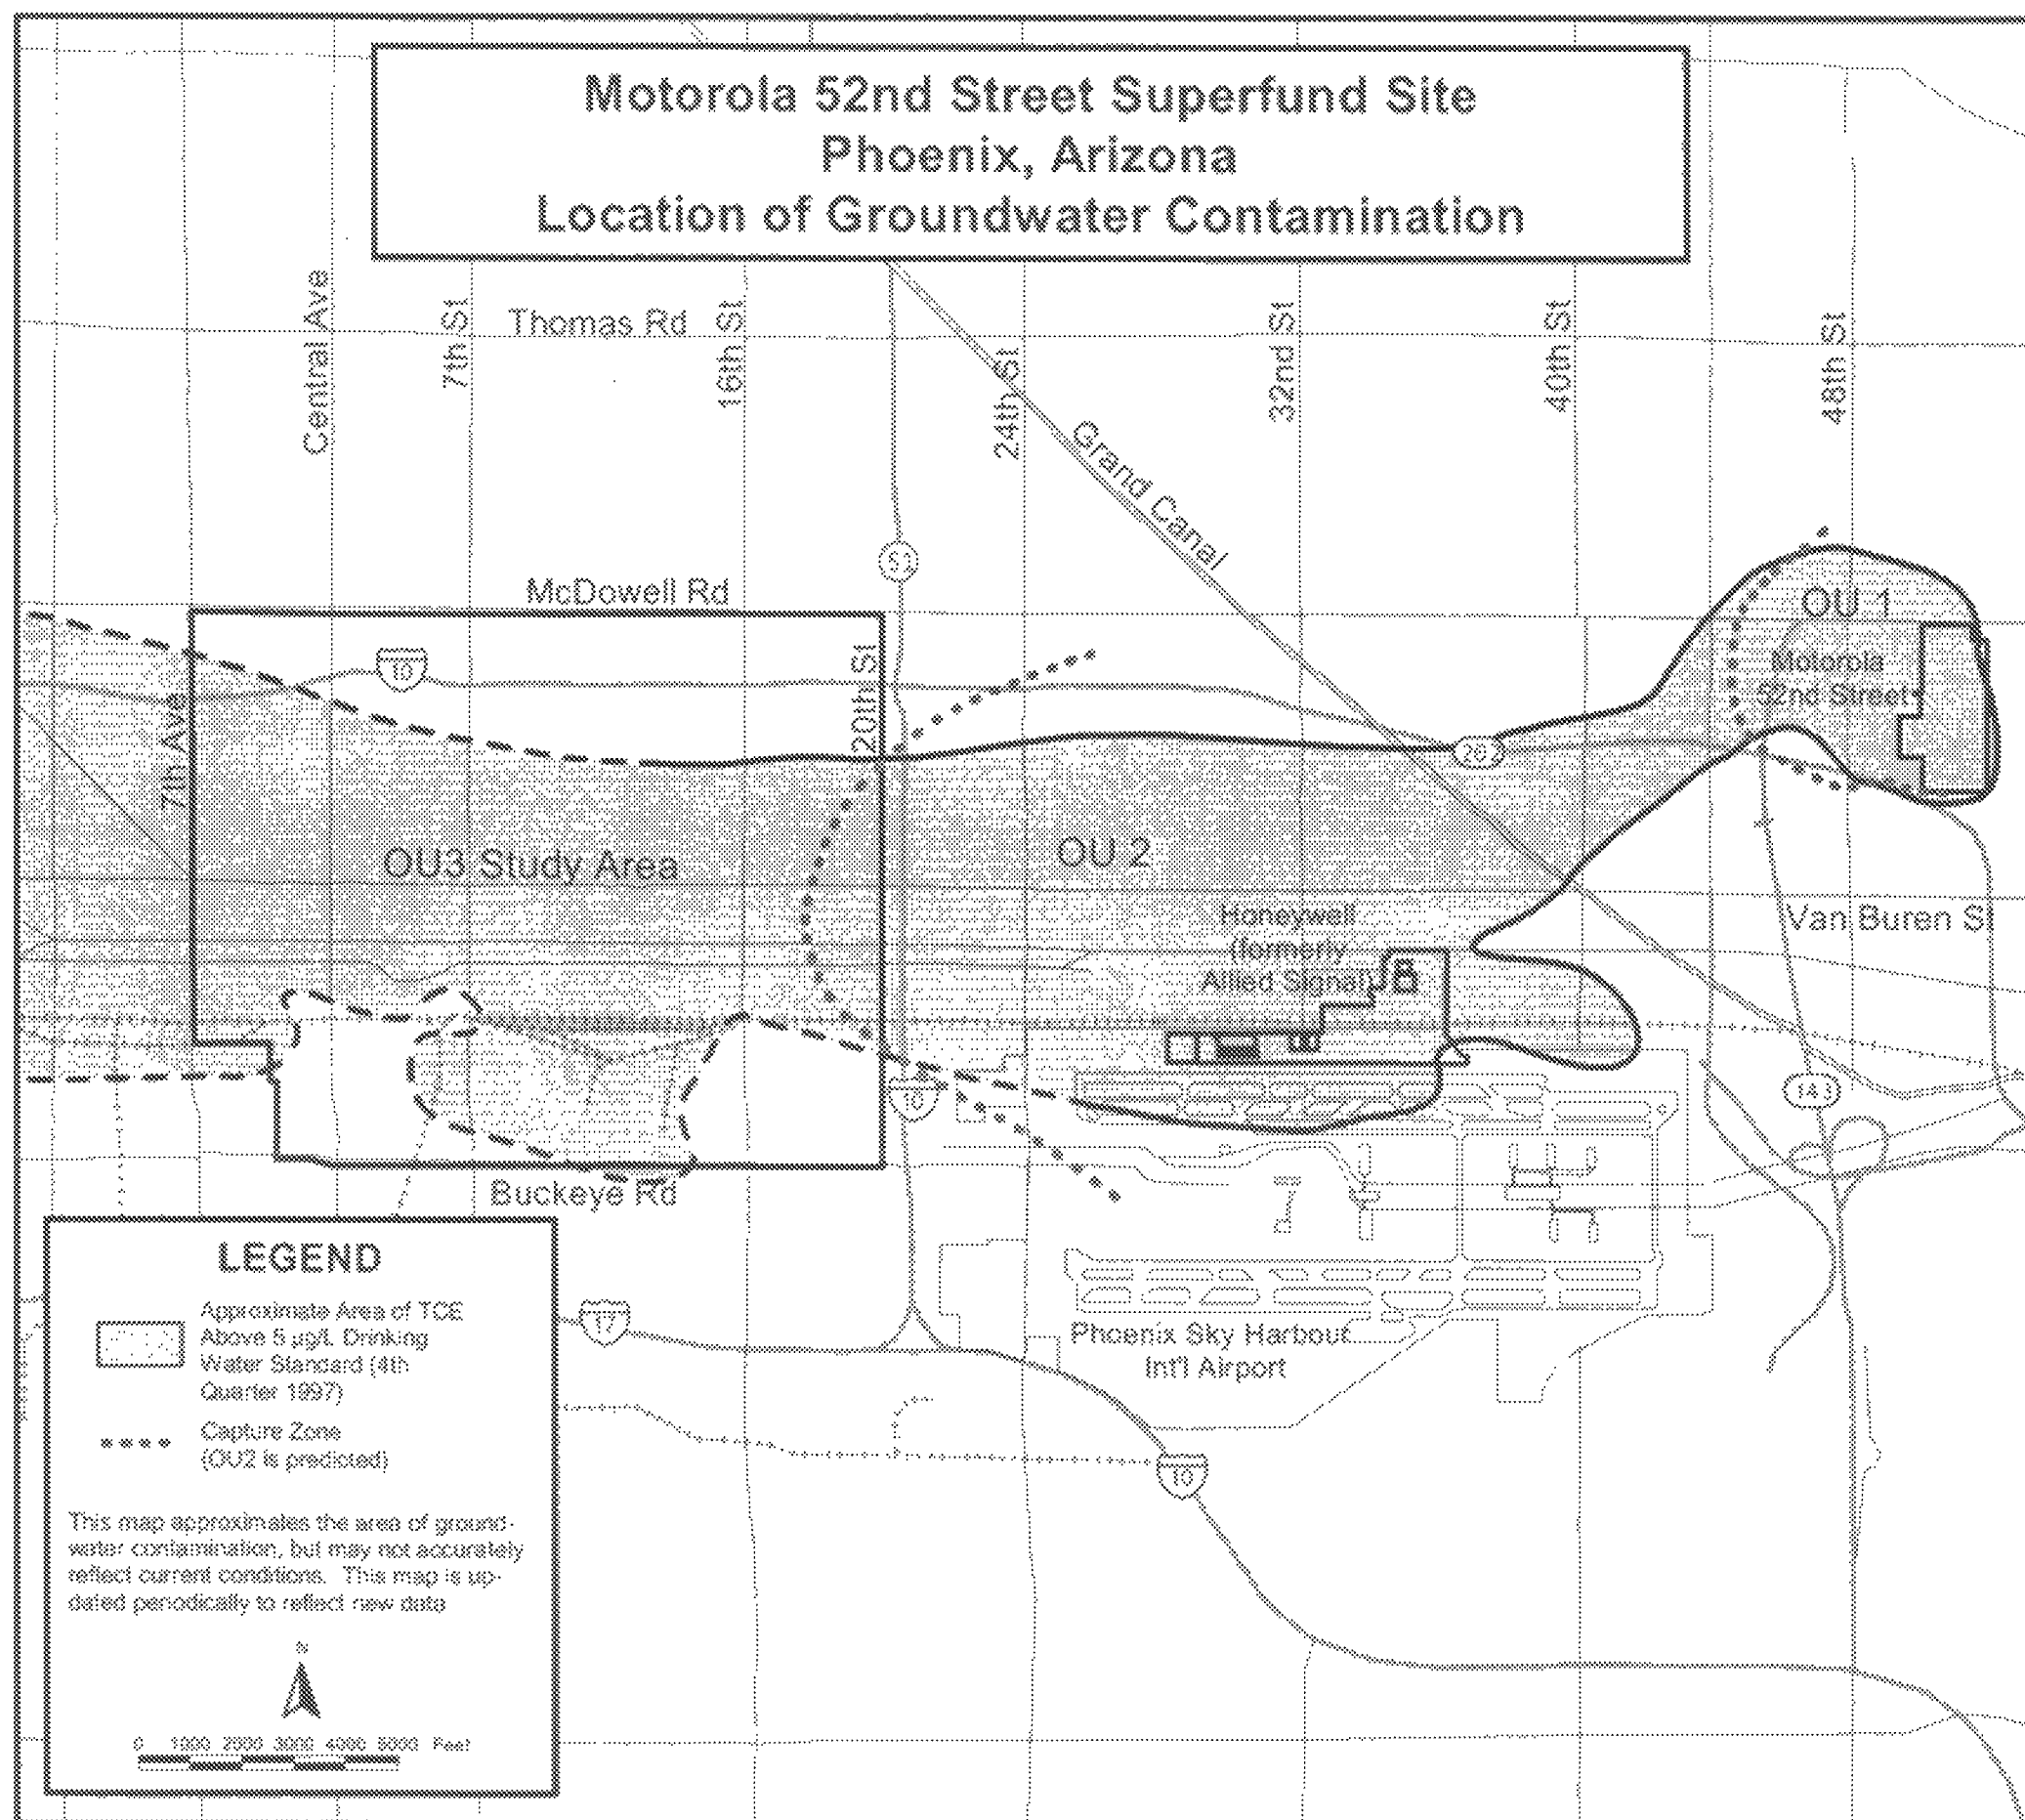 Motorola 52nd Street Superfund Site
Phoenix, Arizona
Location of Groundwater Contamination
Central Ave
7th St
Thomas Rd
16th St
24th St
32nd St
40th St
48th St
Grand Canal
51
McDowell Rd
10
20th St
7th Ave
202
OU 1
Motorola
52nd Street
OU3 Study Area
OU 2
Honeywell
(formerly
Allied Signal)
Van Buren St
10
143
Buckeye Rd
17
Phoenix Sky Harbour
Int'l Airport
10
LEGEND
Approximate Area of TCE
Above 5 µg/L Drinking
Water Standard (4th
Quarter 1997)
Capture Zone
(OU2 is predicted)
This map approximates the area of ground-
water contamination, but may not accurately
reflect current conditions. This map is up-
dated periodically to reflect new data
N
0 1000 2000 3000 4000 5000 Feet